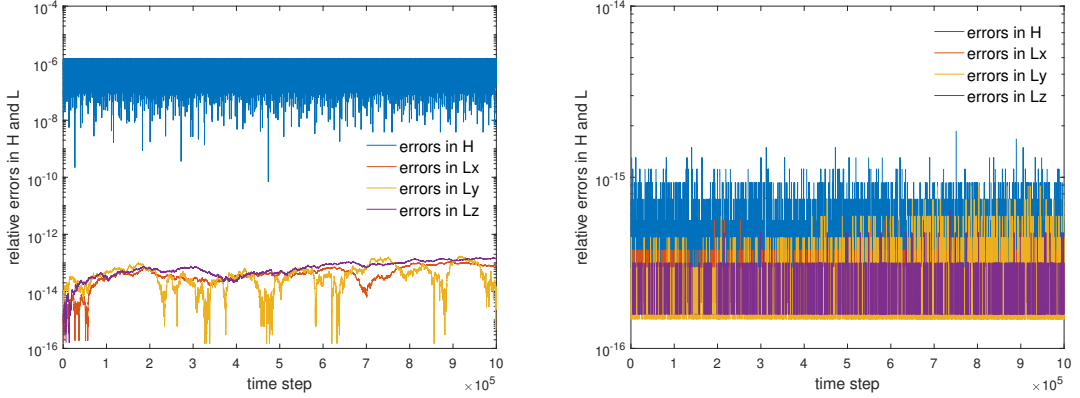 10^-4
10^-6
10^-8
10^-10
10^-12
10^-14
10^-16
relative errors in H and L
errors in H
errors in Lx
errors in Ly
errors in Lz
0 1 2 3 4 5 6 7 8 9 10
time step
×10^5
10^-14
10^-15
10^-16
relative errors in H and L
errors in H
errors in Lx
errors in Ly
errors in Lz
0 1 2 3 4 5 6 7 8 9 10
time step
×10^5